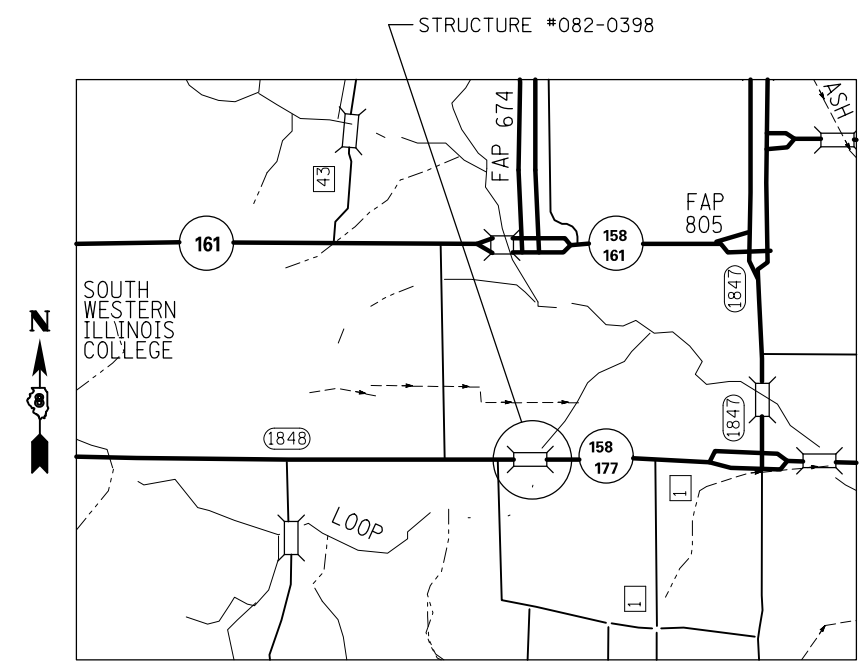 STRUCTURE #082-0398
ASH
FAP 674
43
FAP
805
161
158
161
SOUTH
WESTERN
ILLINOIS
COLLEGE
1847
N
8
1847
1848
158
177
1
LOOP
1